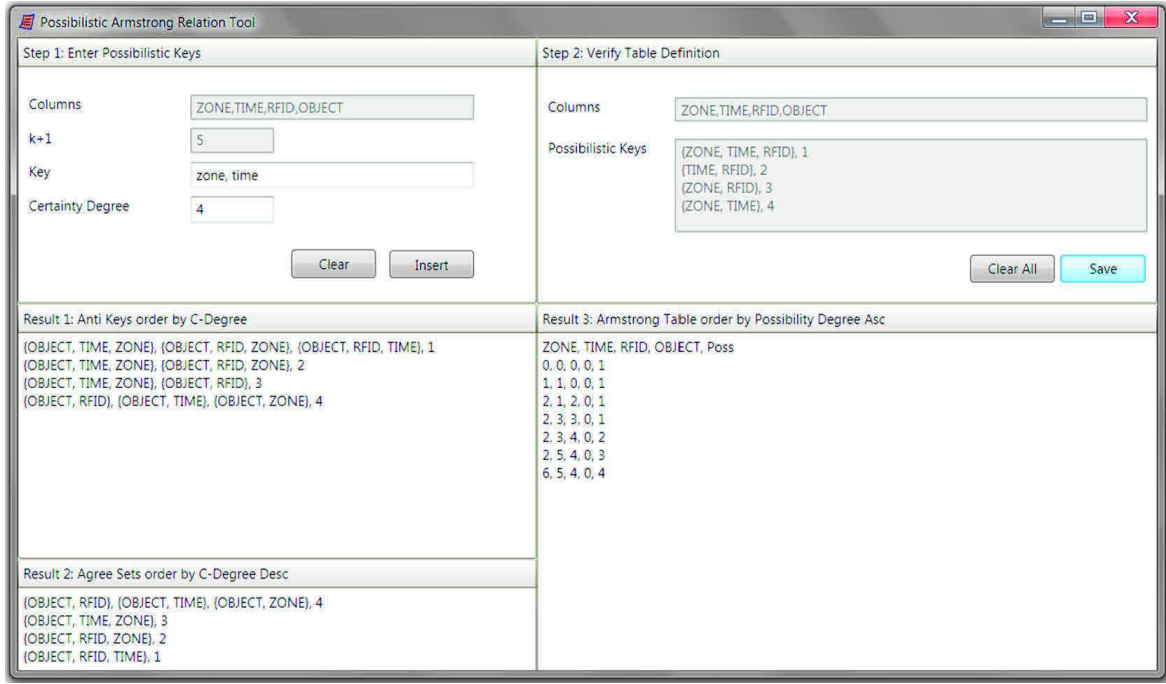 Possibilistic Armstrong Relation Tool
Step 1: Enter Possibilistic Keys
Columns
ZONE,TIME,RFID,OBJECT
k+1
5
Key
zone, time
Certainty Degree
4
Clear
Insert
Step 2: Verify Table Definition
Columns
ZONE,TIME,RFID,OBJECT
Possibilistic Keys
{ZONE, TIME, RFID}, 1
{TIME, RFID}, 2
{ZONE, RFID}, 3
{ZONE, TIME}, 4
Clear All
Save
Result 1: Anti Keys order by C-Degree
{OBJECT, TIME, ZONE}, {OBJECT, RFID, ZONE}, {OBJECT, RFID, TIME}, 1
{OBJECT, TIME, ZONE}, {OBJECT, RFID, ZONE}, 2
{OBJECT, TIME, ZONE}, {OBJECT, RFID}, 3
{OBJECT, RFID}, {OBJECT, TIME}, {OBJECT, ZONE}, 4
Result 2: Agree Sets order by C-Degree Desc
{OBJECT, RFID}, {OBJECT, TIME}, {OBJECT, ZONE}, 4
{OBJECT, TIME, ZONE}, 3
{OBJECT, RFID, ZONE}, 2
{OBJECT, RFID, TIME}, 1
Result 3: Armstrong Table order by Possibility Degree Asc
ZONE, TIME, RFID, OBJECT, Poss
0, 0, 0, 0, 1
1, 1, 0, 0, 1
2, 1, 2, 0, 1
2, 3, 3, 0, 1
2, 3, 4, 0, 2
2, 5, 4, 0, 3
6, 5, 4, 0, 4